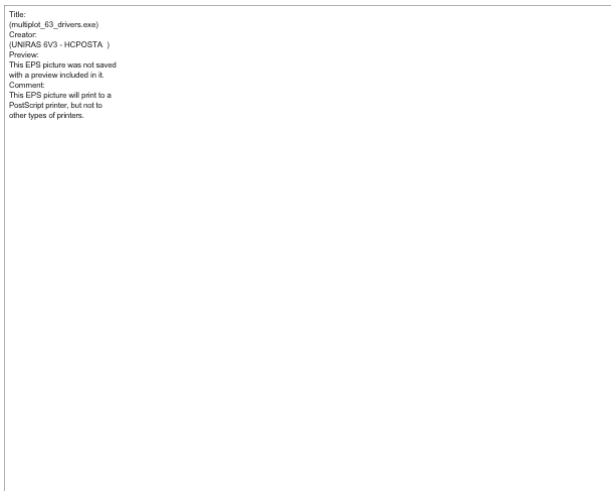 Title:
(multiplot_63_drivers.exe)
Creator:
(UNIRAS 6V3 - HCPOSTA  )
Preview:
This EPS picture was not saved
with a preview included in it.
Comment:
This EPS picture will print to a
PostScript printer, but not to
other types of printers.